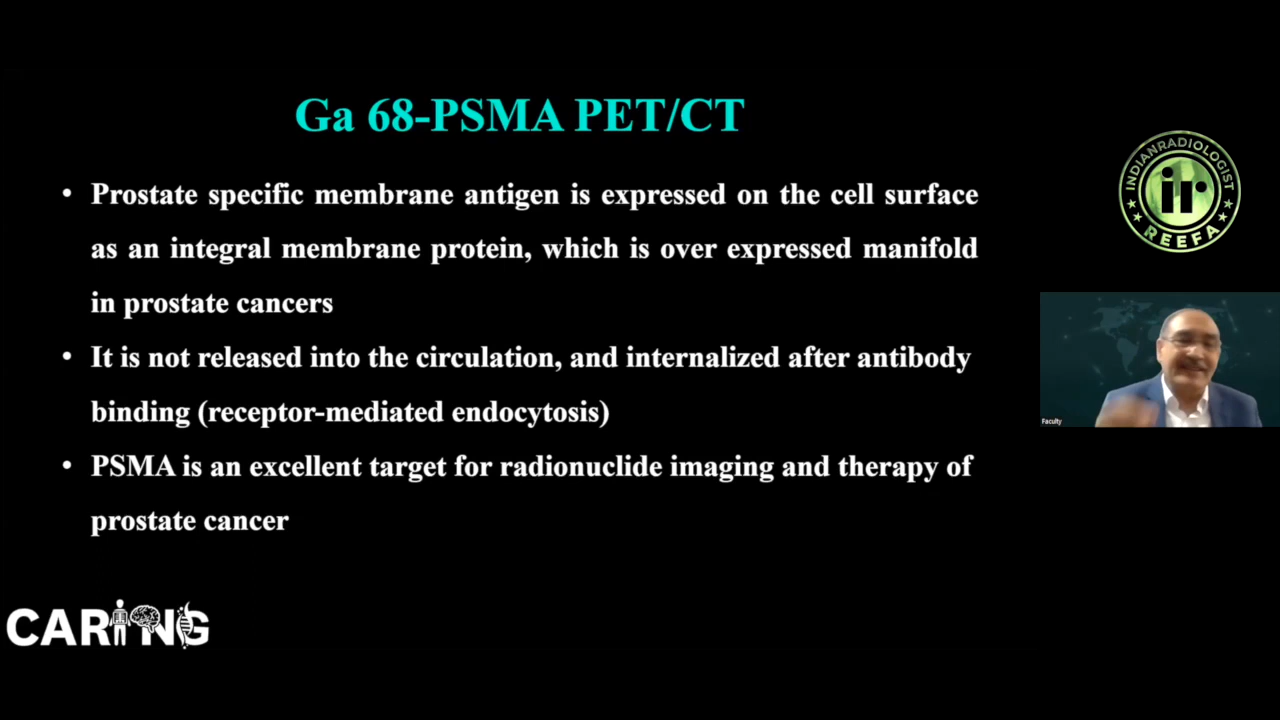 Ga 68-PSMA PET/CT
• Prostate specific membrane antigen is expressed on the cell surface
as an integral membrane protein, which is over expressed manifold
in prostate cancers
• It is not released into the circulation, and internalized after antibody
binding (receptor-mediated endocytosis)
• PSMA is an excellent target for radionuclide imaging and therapy of
prostate cancer
INDIANRADIOLOGIST
ir
REEFA
Faculty
CARING